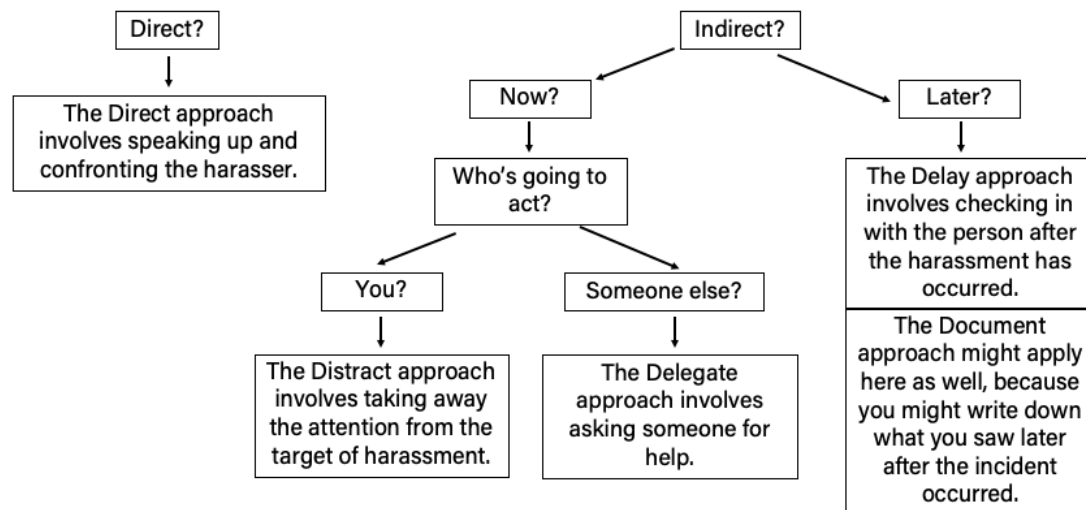 Direct?
The Direct approach
involves speaking up and
confronting the harasser.
Indirect?
Now?
Who's going to
act?
You?
The Distract approach
involves taking away
the attention from the
target of harassment.
Someone else?
The Delegate
approach involves
asking someone for
help.
Later?
The Delay approach
involves checking in
with the person after
the harassment has
occurred.
The Document
approach might apply
here as well, because
you might write down
what you saw later
after the incident
occurred.